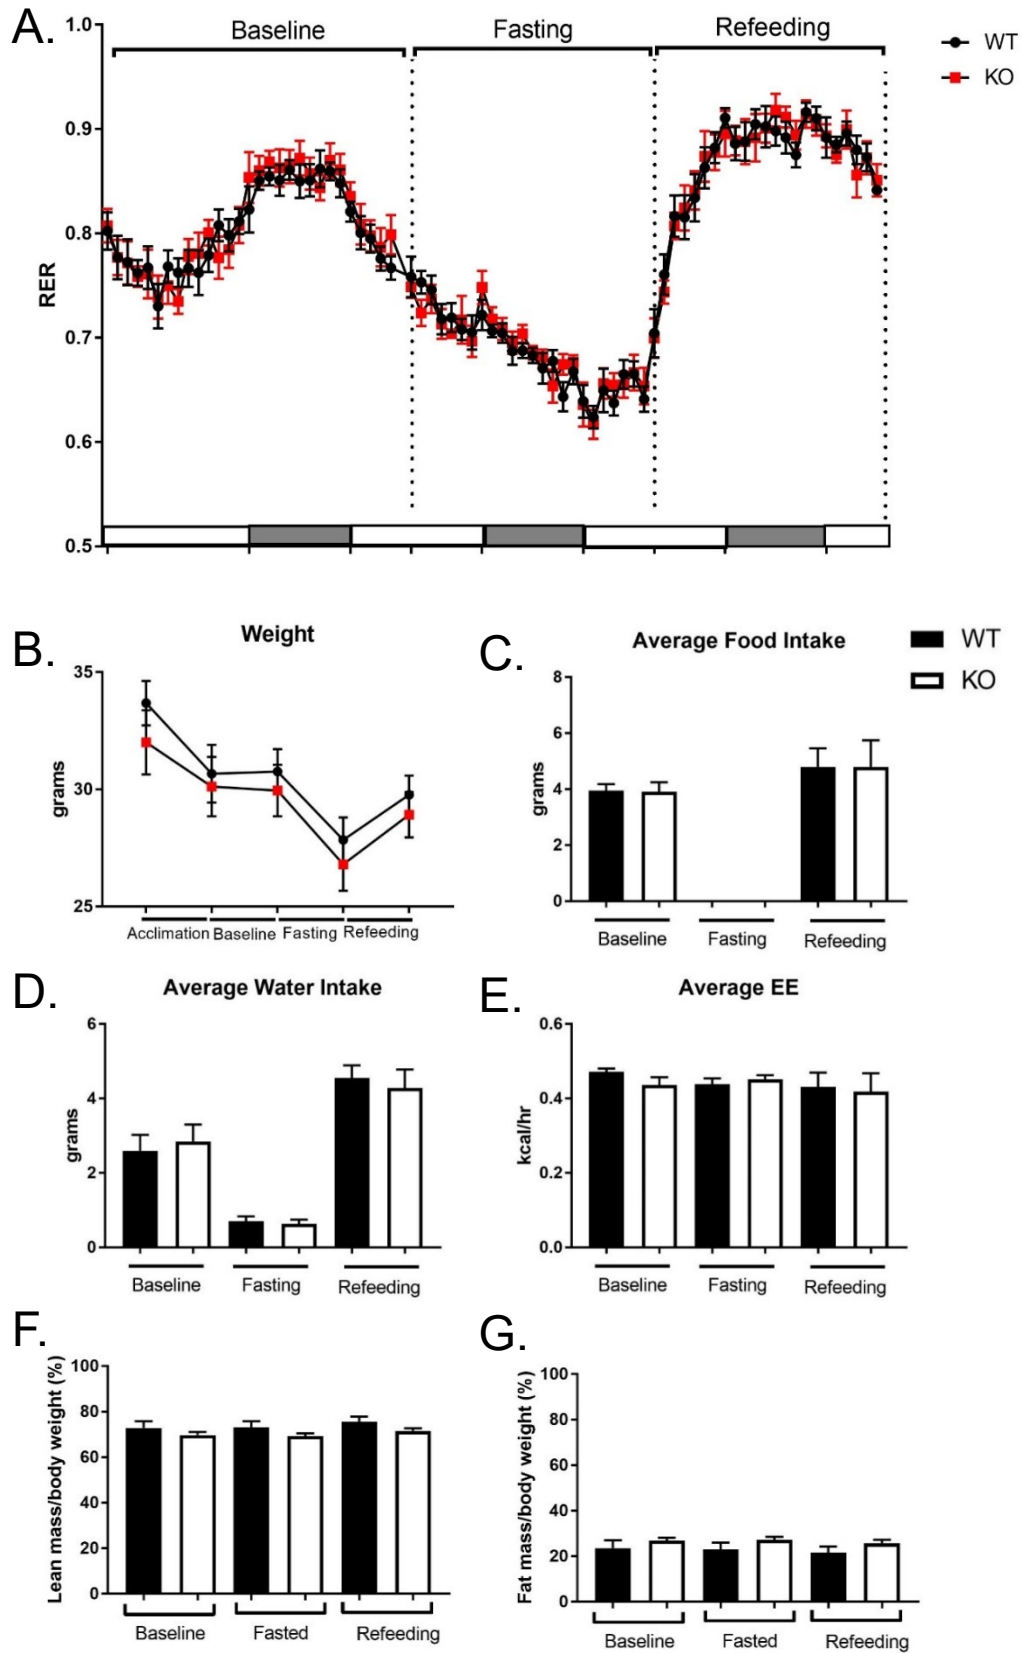 A.
Baseline
Fasting
Refeeding
WT
KO
1.0
0.9
0.8
0.7
0.6
0.5
RER
B.
Weight
35
30
25
grams
Acclimation Baseline Fasting Refeeding
C.
Average Food Intake
WT
KO
8
6
4
2
0
grams
Baseline
Fasting
Refeeding
D.
Average Water Intake
6
4
2
0
grams
Baseline
Fasting
Refeeding
E.
Average EE
0.6
0.4
0.2
0.0
kcal/hr
Baseline
Fasting
Refeeding
F.
100
80
60
40
20
0
Lean mass/body weight (%)
Baseline
Fasted
Refeeding
G.
100
80
60
40
20
0
Fat mass/body weight (%)
Baseline
Fasted
Refeeding